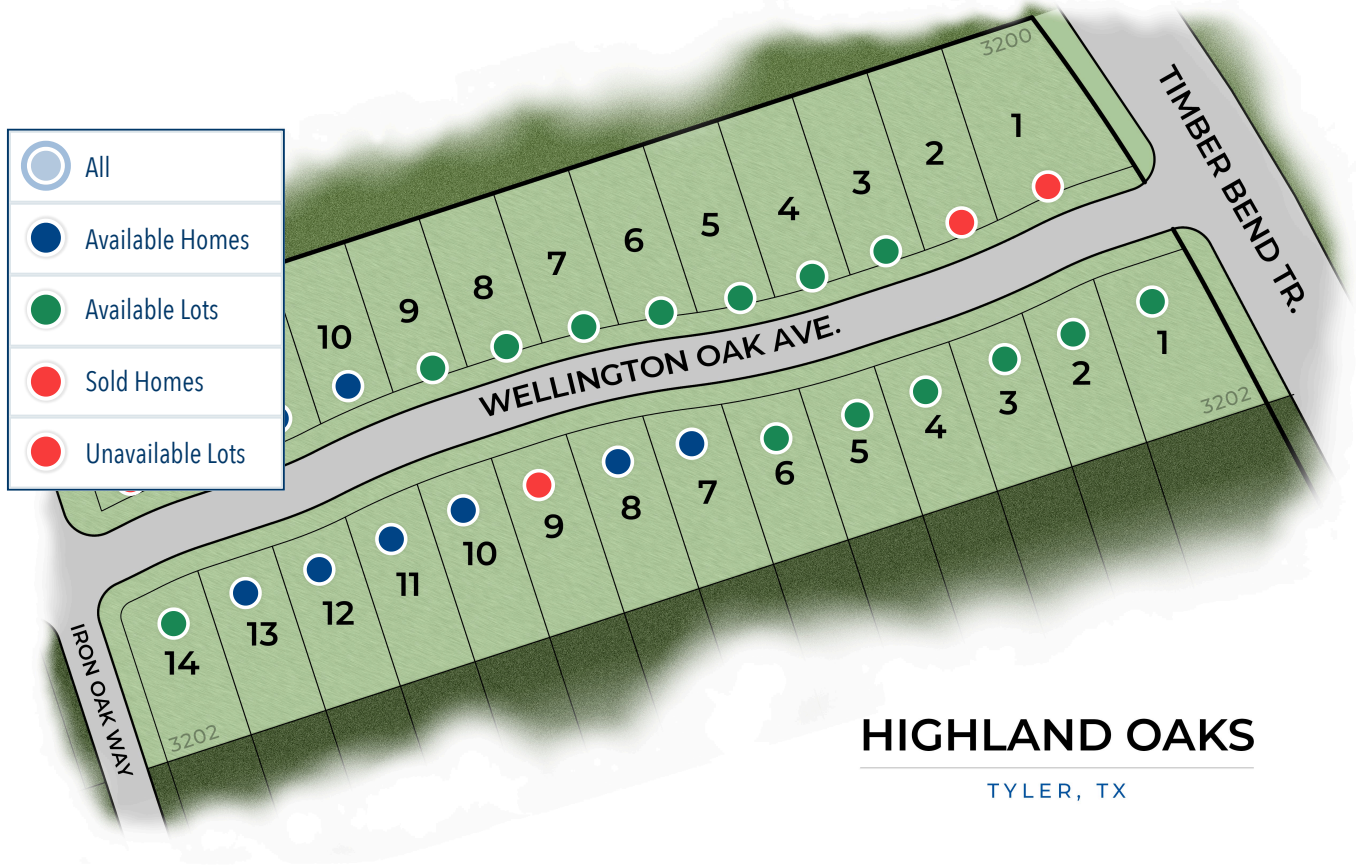 All
Available Homes
Available Lots
Sold Homes
Unavailable Lots
3200
1
2
3
4
5
6
7
8
9
10
TIMBER BEND TR.
WELLINGTON OAK AVE.
1
2
3
4
5
6
7
8
9
10
11
12
13
14
3202
3202
IRON OAK WAY
HIGHLAND OAKS
TYLER, TX